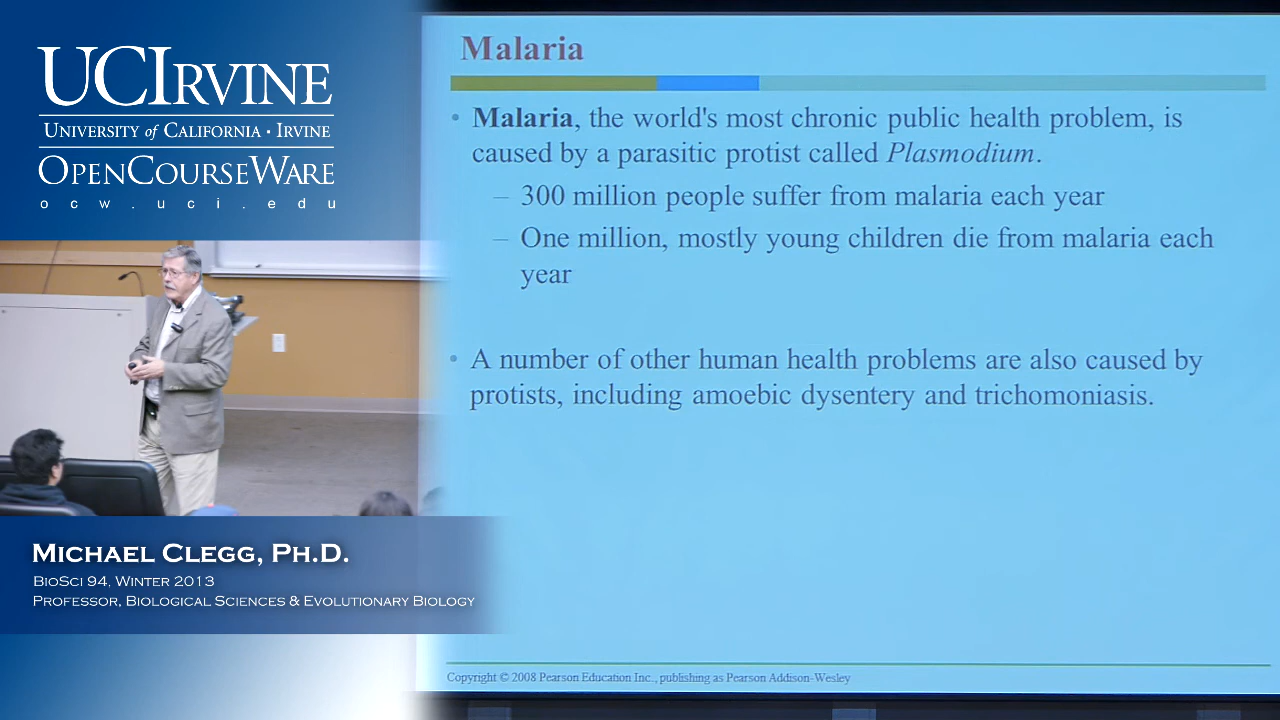 UCIRVINE
UNIVERSITY of CALIFORNIA · IRVINE
OPENCOURSEWARE
ocw.uci.edu
MICHAEL CLEGG, PH.D.
BIOSCI 94, WINTER 2013
PROFESSOR, BIOLOGICAL SCIENCES & EVOLUTIONARY BIOLOGY
Malaria
• Malaria, the world's most chronic public health problem, is
caused by a parasitic protist called Plasmodium.
– 300 million people suffer from malaria each year
– One million, mostly young children die from malaria each
year
• A number of other human health problems are also caused by
protists, including amoebic dysentery and trichomoniasis.
Copyright © 2008 Pearson Education Inc., publishing as Pearson Addison-Wesley